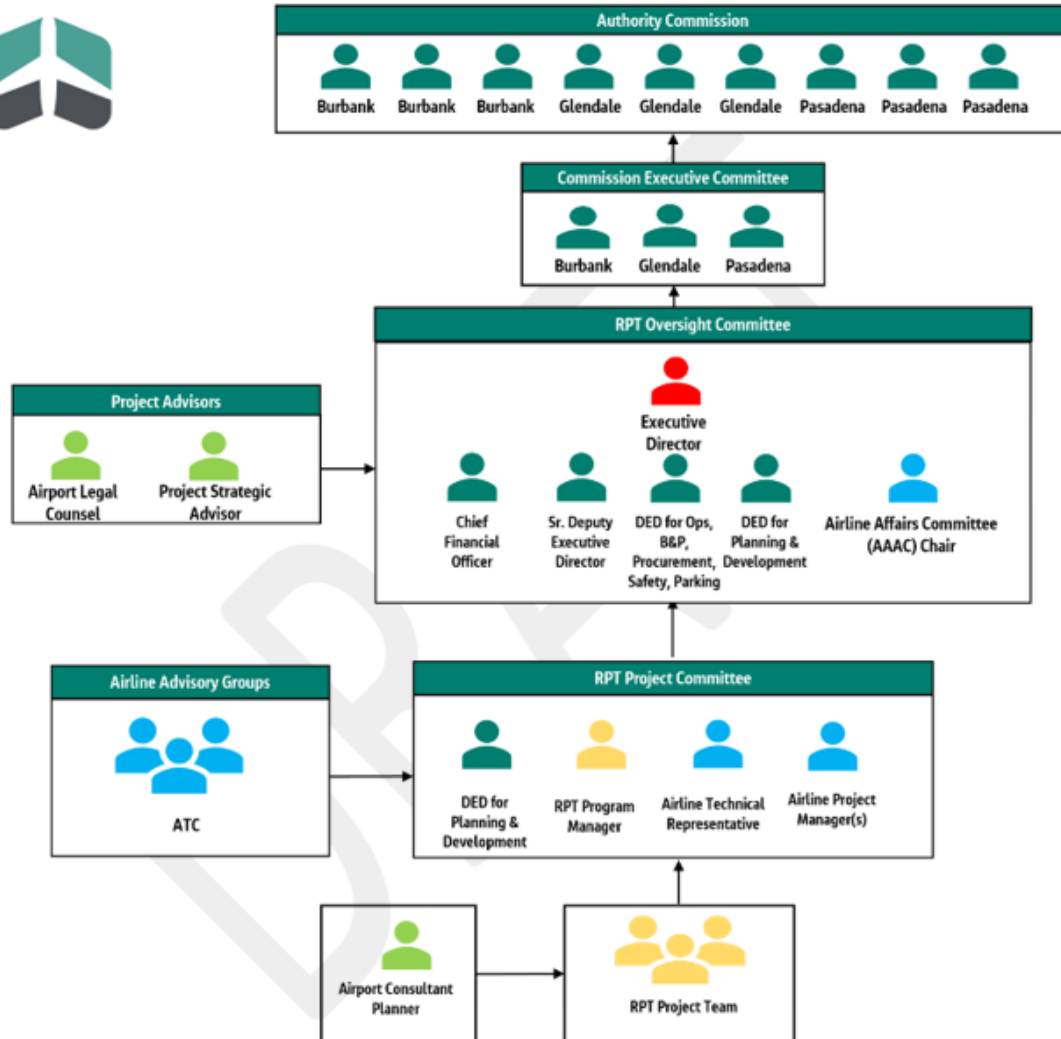 Authority Commission
Burbank Burbank Burbank Glendale Glendale Glendale Pasadena Pasadena Pasadena
Commission Executive Committee
Burbank Glendale Pasadena
RPT Oversight Committee
Executive
Director
Chief
Financial
Officer
Sr. Deputy
Executive
Director
DED for Ops,
B&P,
Procurement,
Safety, Parking
DED for
Planning &
Development
Airline Affairs Committee
(AAAC) Chair
Project Advisors
Airport Legal
Counsel
Project Strategic
Advisor
Airline Advisory Groups
ATC
RPT Project Committee
DED for
Planning &
Development
RPT Program
Manager
Airline Technical
Representative
Airline Project
Manager(s)
Airport Consultant
Planner
RPT Project Team
DRAFT